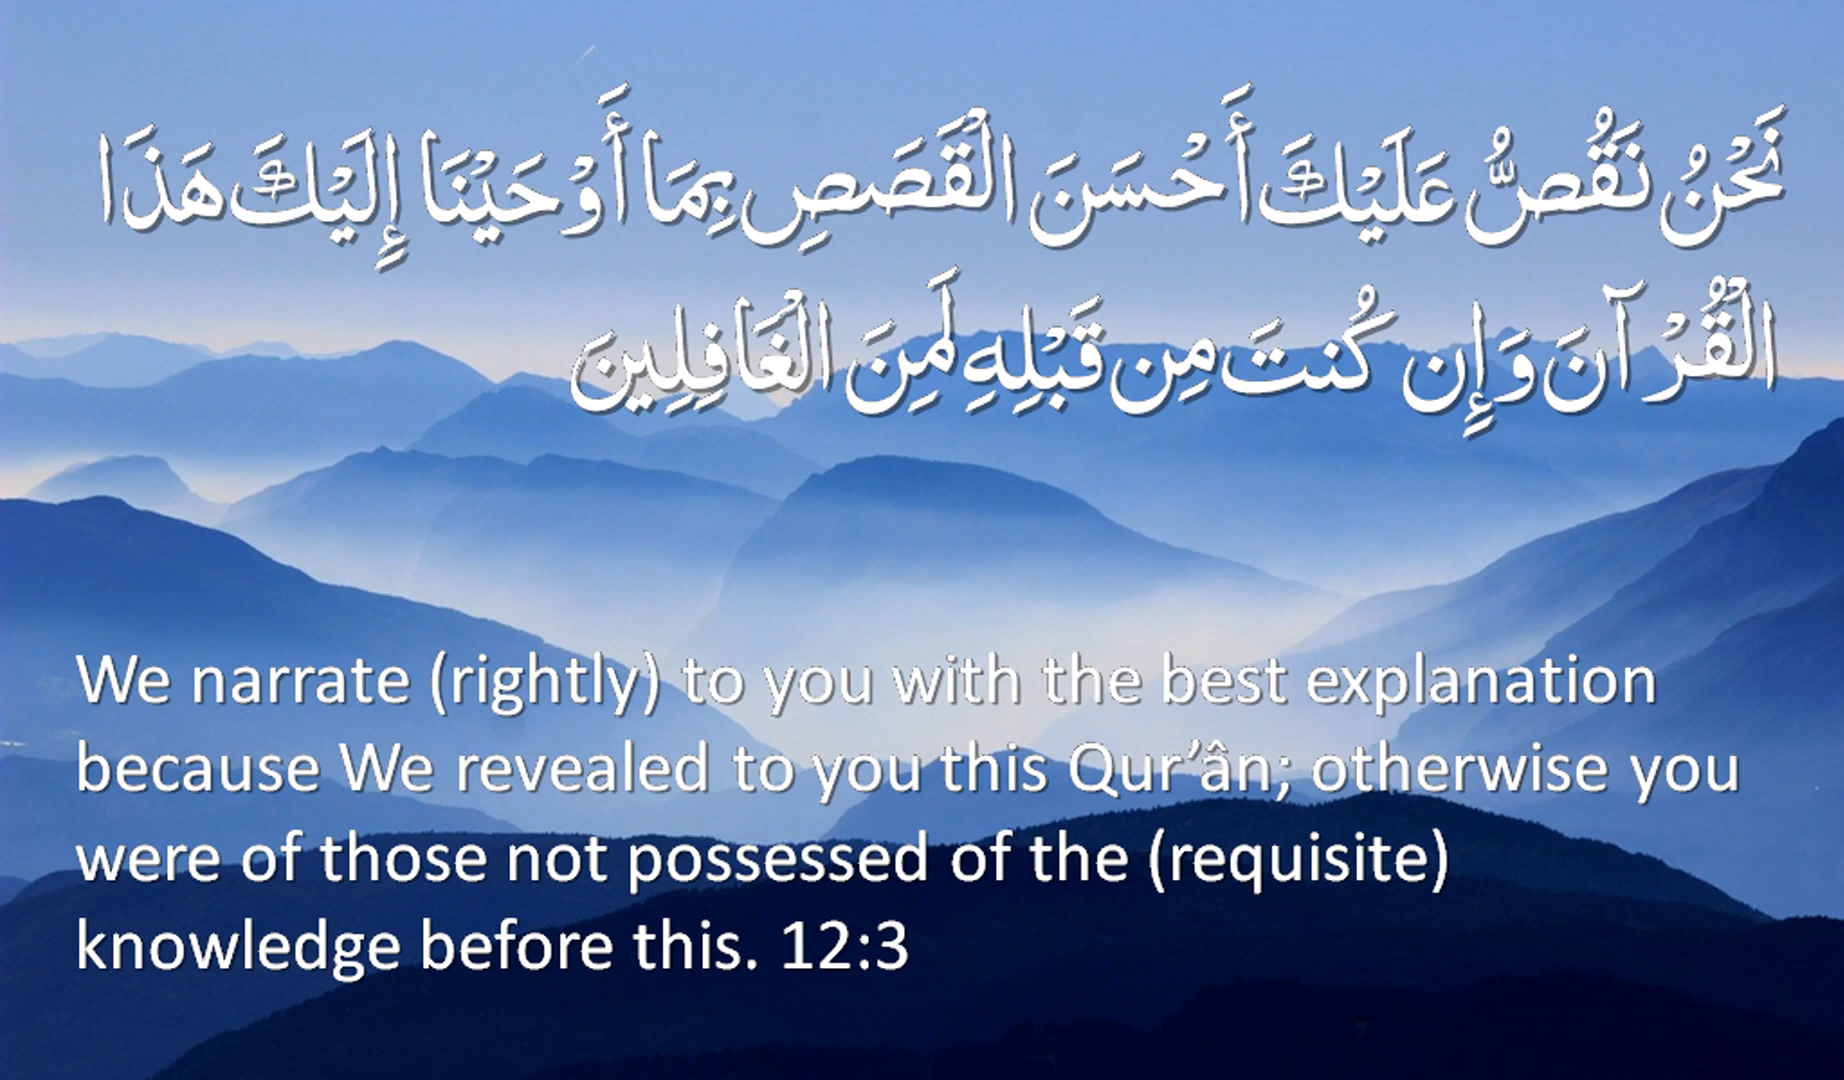 نَحْنُ نَقُصُّ عَلَيْكَ أَحْسَنَ الْقَصَصِ بِمَا أَوْحَيْنَا إِلَيْكَ هَذَا
الْقُرْآنَ وَإِن كُنتَ مِن قَبْلِهِ لَمِنَ الْغَافِلِينَ
We narrate (rightly) to you with the best explanation
because We revealed to you this Qur’ân; otherwise you
were of those not possessed of the (requisite)
knowledge before this. 12:3